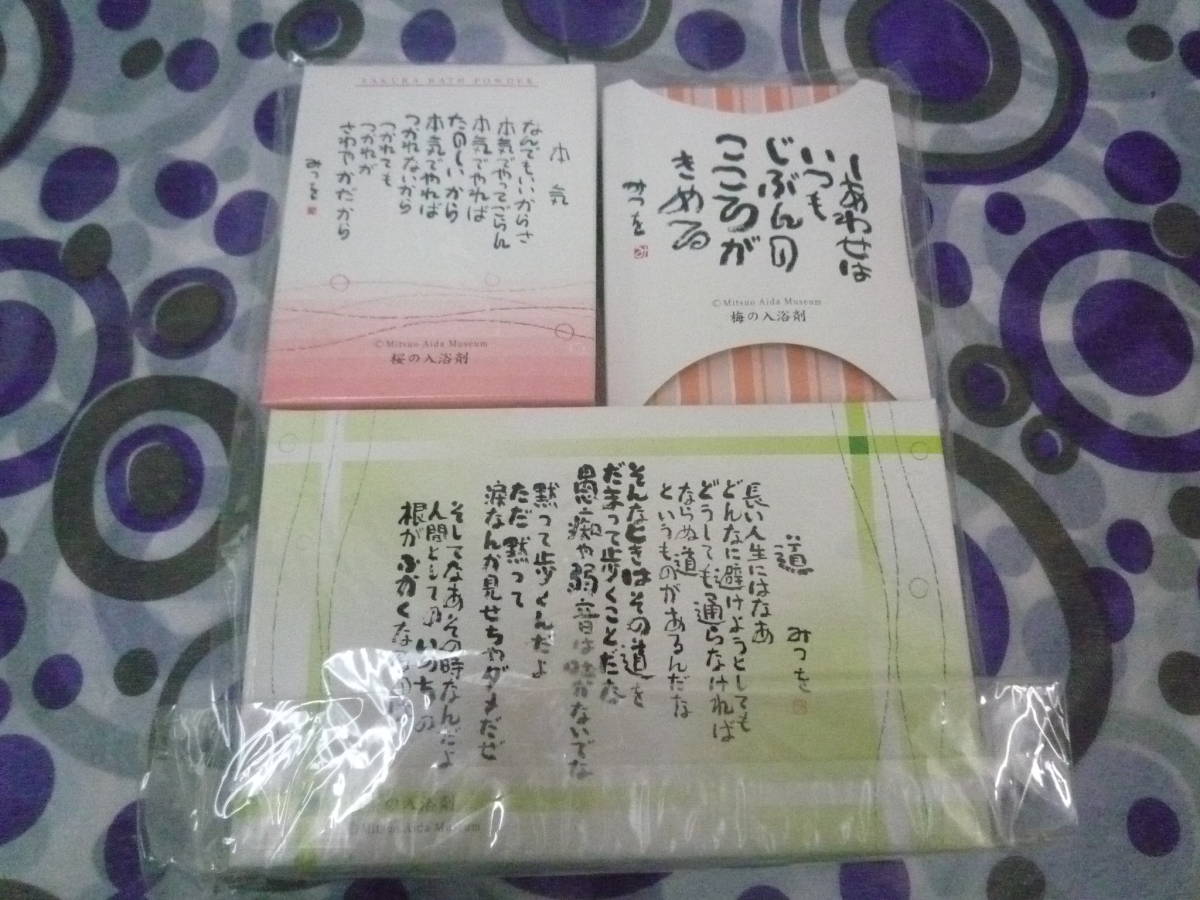 SAKURA BATH POWDER
本気
なんでもいいからさ
本気でやってごらん
本気でやれば
たのしいから
本気でやれば
つかれないから
つかれても
つかれが
さわやかだから
みつを
©Mitsuo Aida Museum
桜の入浴剤
しあわせは
いつも
じぶんの
こころが
きめる
みつを
©Mitsuo Aida Museum
梅の入浴剤
道
みつを
長い人生にはなあ
どんなに避けようとしても
どうしても通らなければ
ならぬ道
というものがあるんだな
そんなときはその道を
だまって歩くことだな
愚痴や弱音は吐かないでな
黙って歩くんだよ
ただ黙って
涙なんか見せちゃダメだぜ
そしてなあその時なんだよ
人間としてのいのちの
根がふかくなるのは
の入浴剤
©Mitsuo Aida Museum